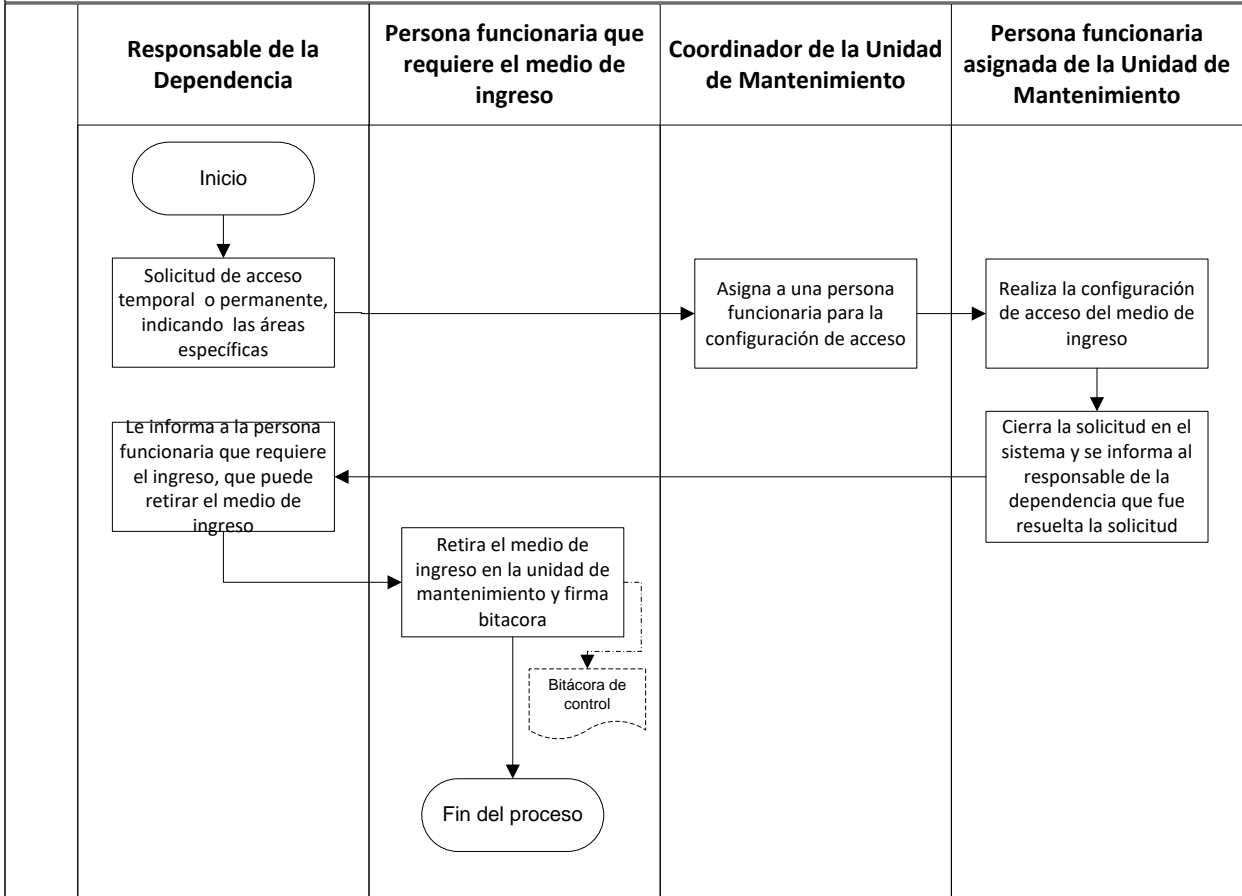 Responsable de la
Dependencia
Persona funcionaria que
requiere el medio de
ingreso
Coordinador de la Unidad
de Mantenimiento
Persona funcionaria
asignada de la Unidad de
Mantenimiento
Inicio
Solicitud de acceso
temporal o permanente,
indicando las áreas
específicas
Asigna a una persona
funcionaria para la
configuración de acceso
Realiza la configuración
de acceso del medio de
ingreso
Cierra la solicitud en el
sistema y se informa al
responsable de la
dependencia que fue
resuelta la solicitud
Le informa a la persona
funcionaria que requiere
el ingreso, que puede
retirar el medio de
ingreso
Retira el medio de
ingreso en la unidad de
mantenimiento y firma
bitacora
Bitácora de
control
Fin del proceso